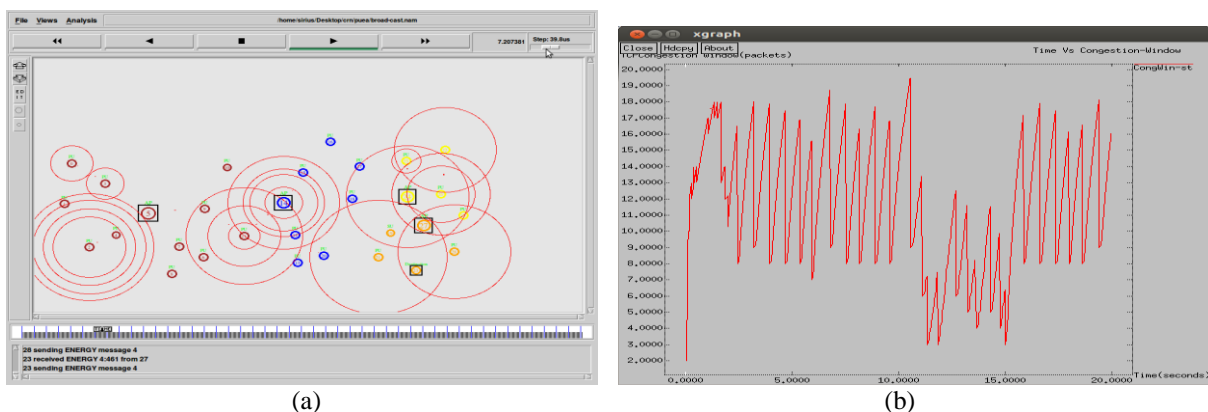 File Views Analysis
/home/sirius/Desktop/crn/puea/broad-cast.nam
7.207381
Step: 39.8us
28 sending ENERGY message 4
23 received ENERGY 4:461 from 27
23 sending ENERGY message 4
(a)
xgraph
Close Hdcpy About
Time Vs Congestion-Window
TCPCongestion Window(packets)
CongWin-st
20.0000
19.0000
18.0000
17.0000
16.0000
15.0000
14.0000
13.0000
12.0000
11.0000
10.0000
9.0000
8.0000
7.0000
6.0000
5.0000
4.0000
3.0000
2.0000
0.0000 5.0000 10.0000 15.0000 20.0000
Time(seconds)
(b)